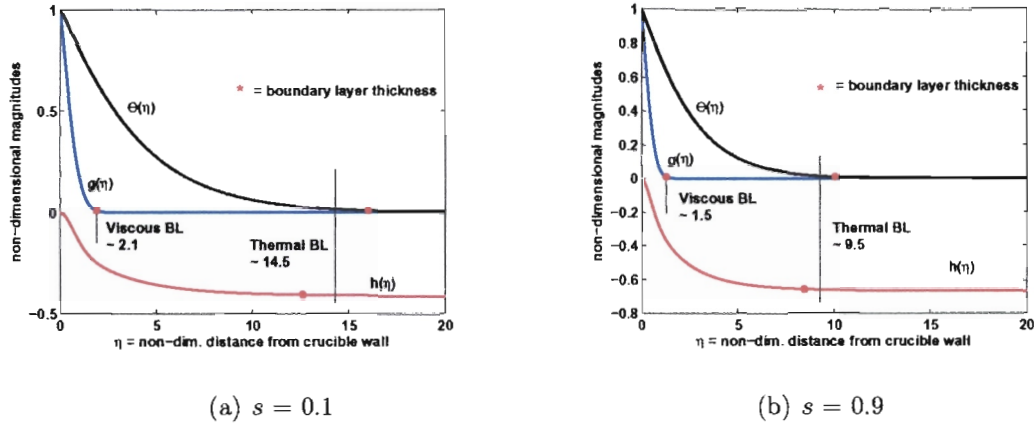 1
0.5
0
−0.5
non−dimensional magnitudes
* = boundary layer thickness
Θ(η)
g(η)
Viscous BL
~ 2.1
Thermal BL
~ 14.5
h(η)
0
5
10
15
20
η = non−dim. distance from crucible wall
(a) s = 0.1
1
0.8
0.6
0.4
0.2
0
−0.2
−0.4
−0.6
−0.8
non−dimensional magnitudes
* = boundary layer thickness
Θ(η)
g(η)
Viscous BL
~ 1.5
Thermal BL
~ 9.5
h(η)
0
5
10
15
20
η = non−dim. distance from crucible wall
(b) s = 0.9